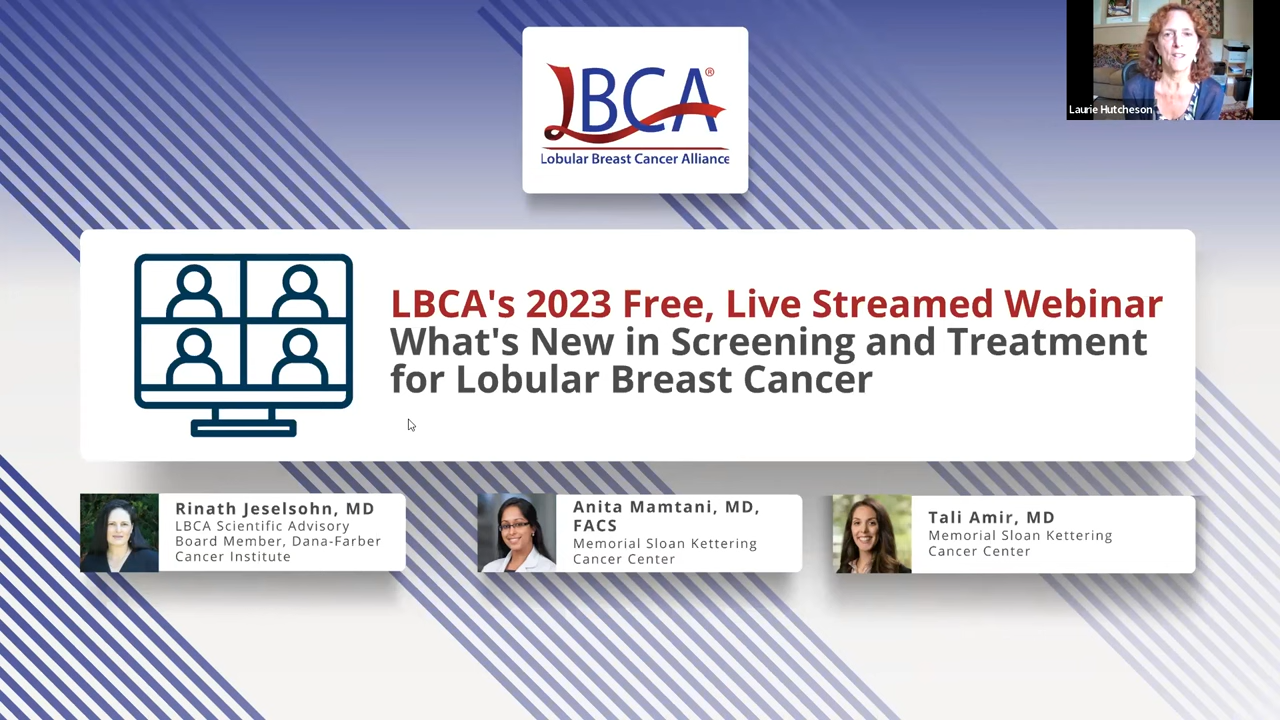 LBCA®
Lobular Breast Cancer Alliance
Laurie Hutcheson
LBCA's 2023 Free, Live Streamed Webinar
What's New in Screening and Treatment
for Lobular Breast Cancer
Rinath Jeselsohn, MD
LBCA Scientific Advisory
Board Member, Dana-Farber
Cancer Institute
Anita Mamtani, MD,
FACS
Memorial Sloan Kettering
Cancer Center
Tali Amir, MD
Memorial Sloan Kettering
Cancer Center